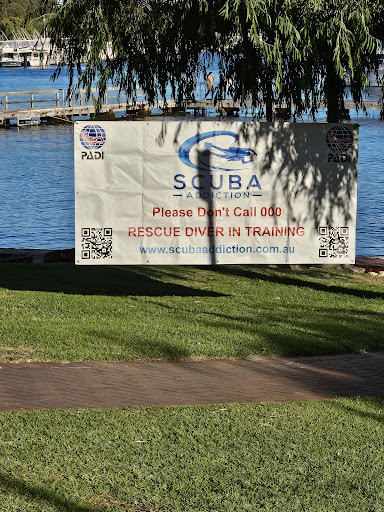 PADI
PADI
SCUBA
ADDICTION
Please Don't Call 000
RESCUE DIVER IN TRAINING
www.scubaaddiction.com.au